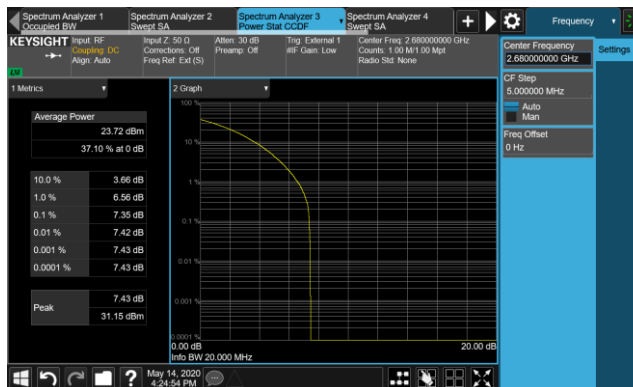 Spectrum Analyzer 1
Occupied BW
Spectrum Analyzer 2
Swept SA
Spectrum Analyzer 3
Power Stat CCDF
Spectrum Analyzer 4
Swept SA
Frequency
KEYSIGHT
Input: RF
Coupling: DC
Align: Auto
Input Z: 50 Ω
Corrections: Off
Freq Ref: Ext (S)
Atten: 30 dB
Preamp: Off
Trig: External 1
#IF Gain: Low
Center Freq: 2.680000000 GHz
Counts: 1.00 M/1.00 Mpt
Radio Std: None
Center Frequency
2.680000000 GHz
Settings
CF Step
5.000000 MHz
Auto
Man
Freq Offset
0 Hz
1 Metrics
2 Graph
Average Power
23.72 dBm
37.10 % at 0 dB
10.0 % 3.66 dB
1.0 % 6.56 dB
0.1 % 7.35 dB
0.01 % 7.42 dB
0.001 % 7.43 dB
0.0001 % 7.43 dB
Peak
7.43 dB
31.15 dBm
100 %
10 %
1 %
0.1 %
0.01 %
0.001 %
0.0001 %
0.00 dB
20.00 dB
Info BW 20.000 MHz
?
May 14, 2020
4:24:54 PM